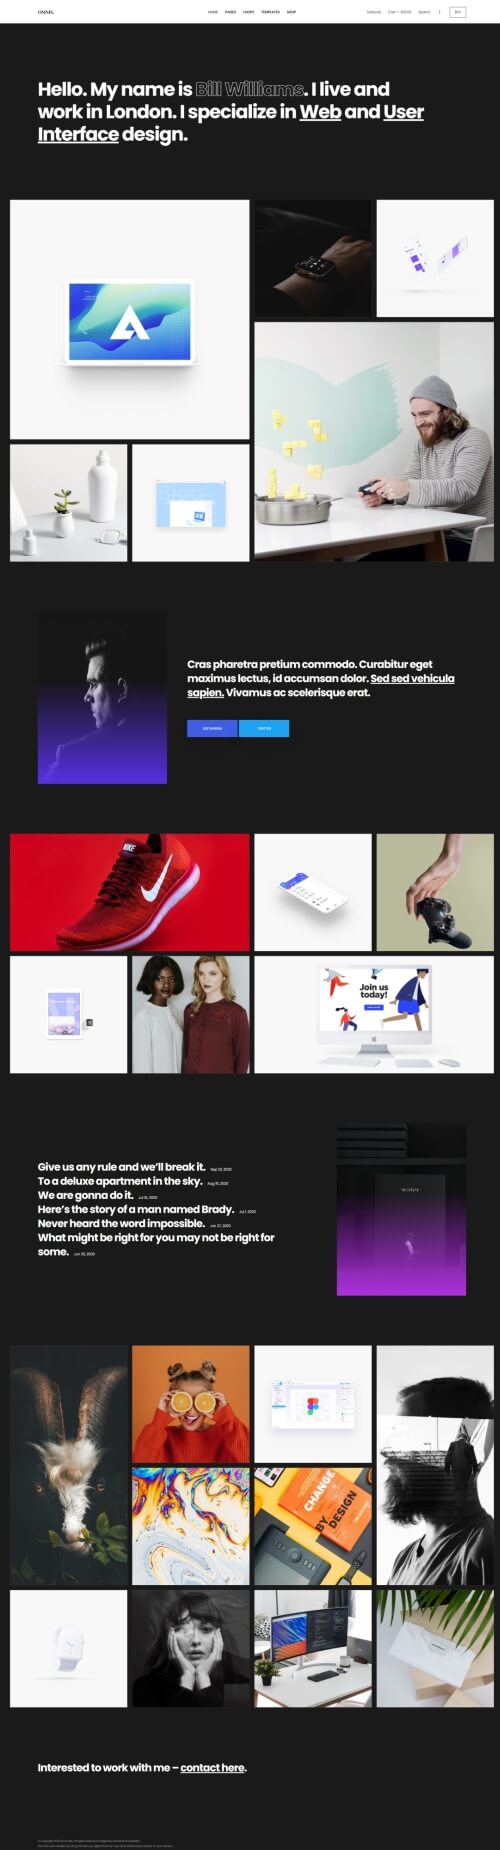 OMNIS.
HOME PAGES LOOPS TEMPLATES SHOP
Features Cart Search BUY
Hello. My name is Bill Williams. I live and
work in London. I specialize in Web and User
Interface design.
Cras pharetra pretium commodo. Curabitur eget
maximus lectus, id accumsan dolor. Sed sed vehicula
sapien. Vivamus ac scelerisque erat.
INSTAGRAM TWITTER
NIKE
Join us
today!
Give us any rule and we'll break it. Sep 23, 2020
To a deluxe apartment in the sky. Aug 16, 2020
We are gonna do it. Jul 16, 2020
Here's the story of a man named Brady. Jul 1, 2020
Never heard the word impossible. Jun 27, 2020
What might be right for you may not be right for
some. Jun 25, 2020
water
CHANGE
BY
DESIGN
Interested to work with me – contact here.